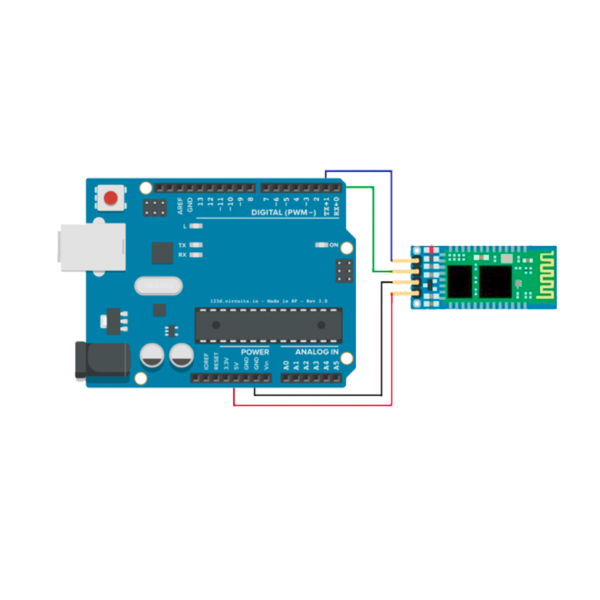 AREF
GND
13
12
~11
~10
~9
8
7
~6
~5
4
~3
2
TX→1
RX←0
DIGITAL (PWM~)
L
TX
RX
ON
123d.circuits.io – Made in SF – Rev 3.0
POWER
ANALOG IN
IOREF
RESET
3.3V
5V
GND
GND
Vin
A0
A1
A2
A3
A4
A5